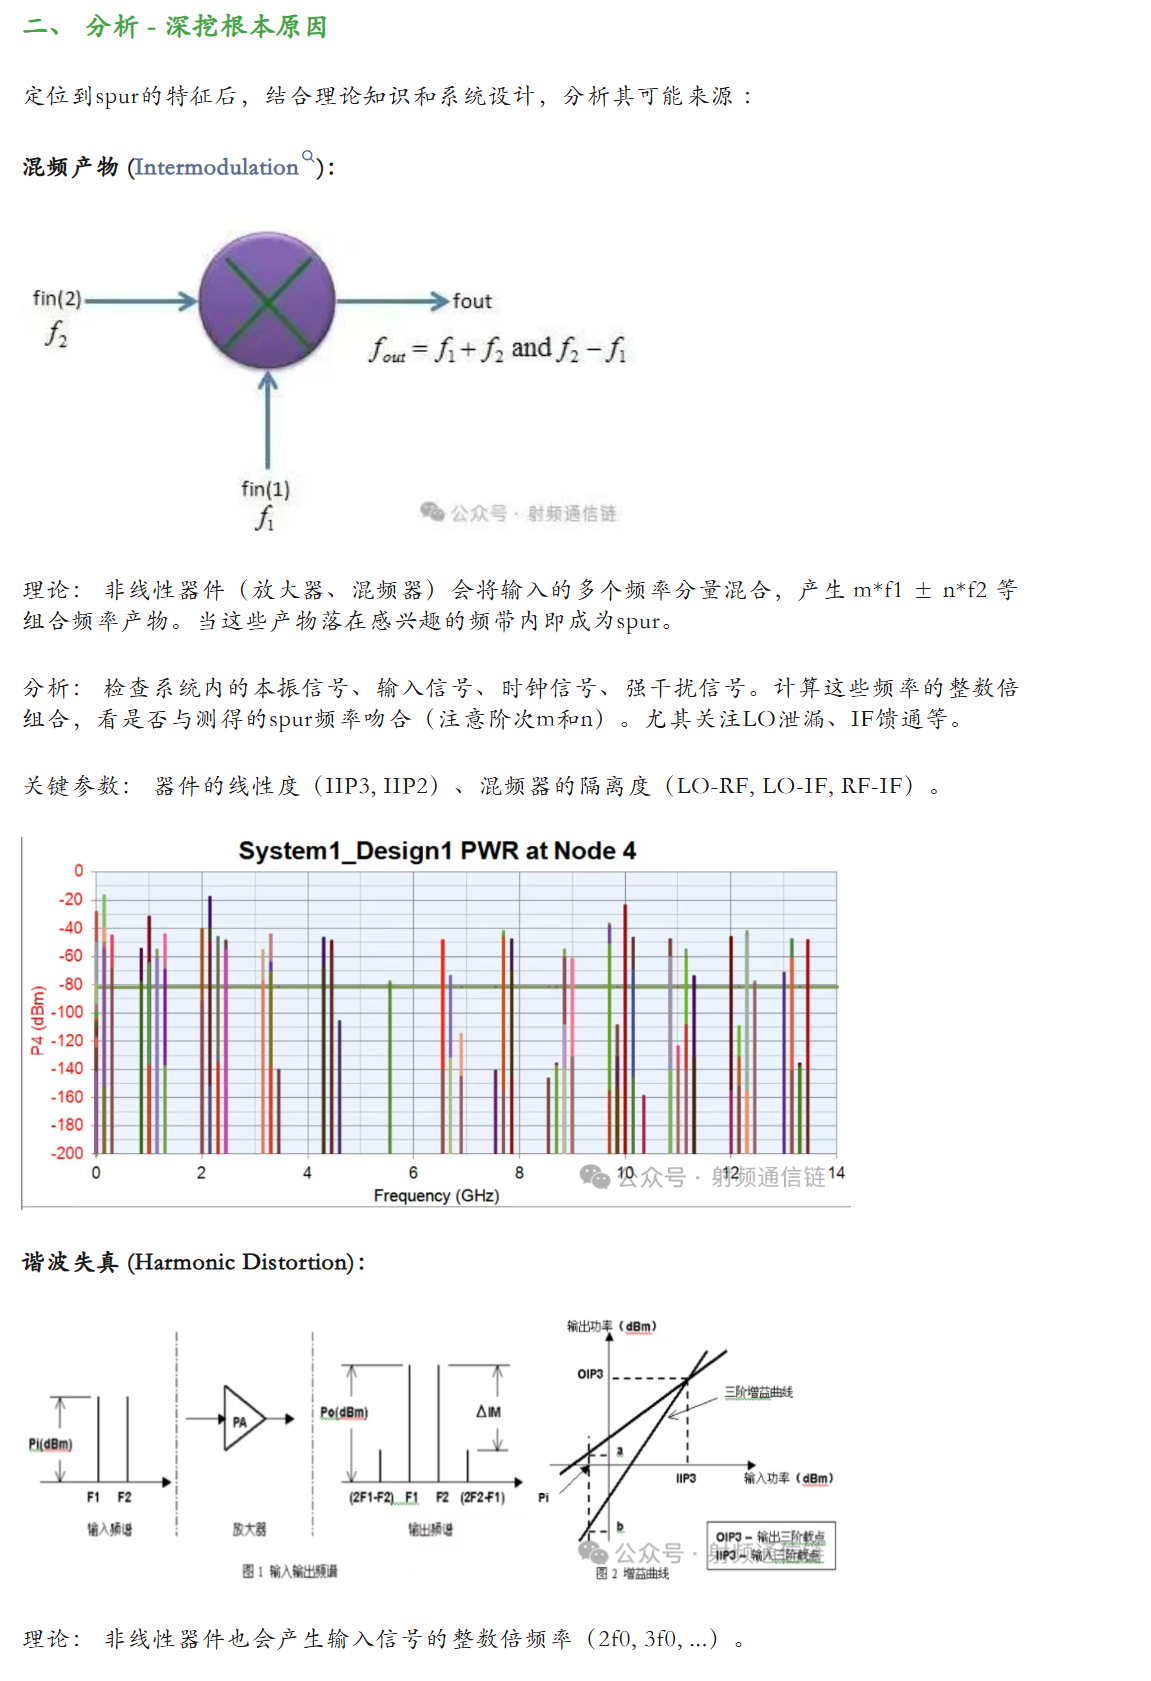 二、 分析 - 深挖根本原因
定位到spur的特征后，结合理论知识和系统设计，分析其可能来源：
混频产物 (Intermodulation)：
fin(2)
f2
fout
fout = f1 + f2 and f2 − f1
fin(1)
f1
公众号 · 射频通信链
理论： 非线性器件（放大器、混频器）会将输入的多个频率分量混合，产生 m*f1 ± n*f2 等
组合频率产物。当这些产物落在感兴趣的频带内即成为spur。
分析： 检查系统内的本振信号、输入信号、时钟信号、强干扰信号。计算这些频率的整数倍
组合，看是否与测得的spur频率吻合（注意阶次m和n）。尤其关注LO泄漏、IF馈通等。
关键参数： 器件的线性度（IIP3, IIP2）、混频器的隔离度（LO-RF, LO-IF, RF-IF）。
System1_Design1 PWR at Node 4
0
-20
-40
-60
-80
-100
-120
-140
-160
-180
-200
P4 (dBm)
0 2 4 6 8 10 12 14
公众号 · 射频通信链
Frequency (GHz)
谐波失真 (Harmonic Distortion)：
Pi(dBm)
F1 F2
输入频谱
PA
放大器
Po(dBm)
ΔIM
(2F1-F2) F1 F2 (2F2-F1)
输出频谱
图 1 输入输出频谱
输出功率（dBm）
OIP3
三阶增益曲线
a
Pi
IIP3
输入功率（dBm）
b
OIP3 – 输出三阶截点
IIP3 – 输入三阶截点
公众号 · 射频通信链
图 2 增益曲线
理论： 非线性器件也会产生输入信号的整数倍频率（2f0, 3f0, ...）。